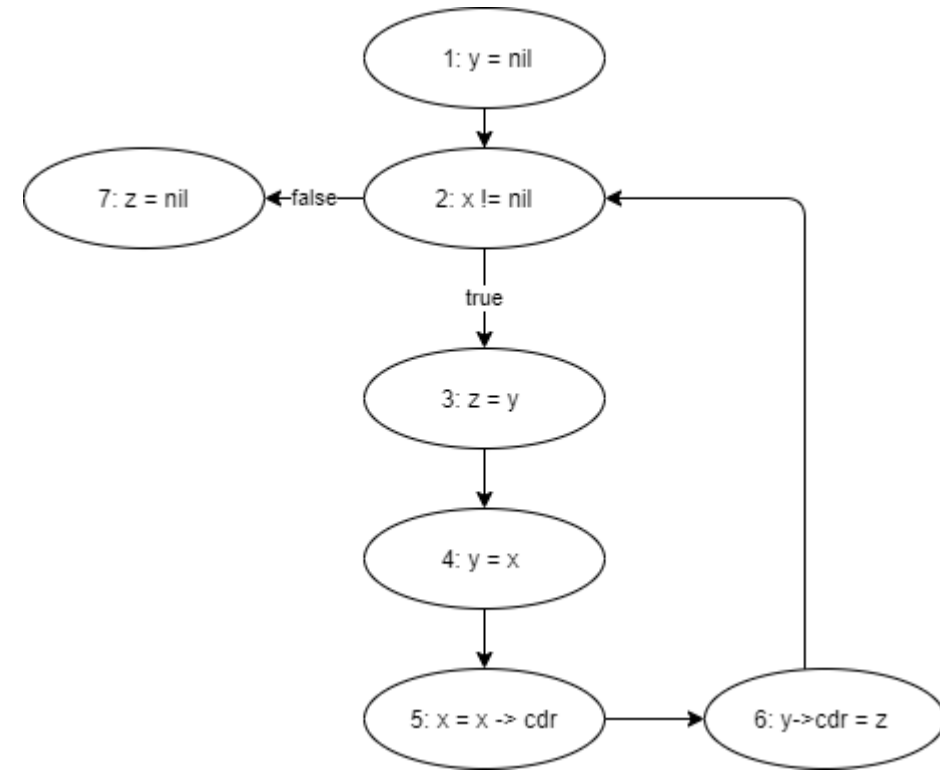 1: y = nil
7: z = nil
false
2: x != nil
true
3: z = y
4: y = x
5: x = x -> cdr
6: y->cdr = z